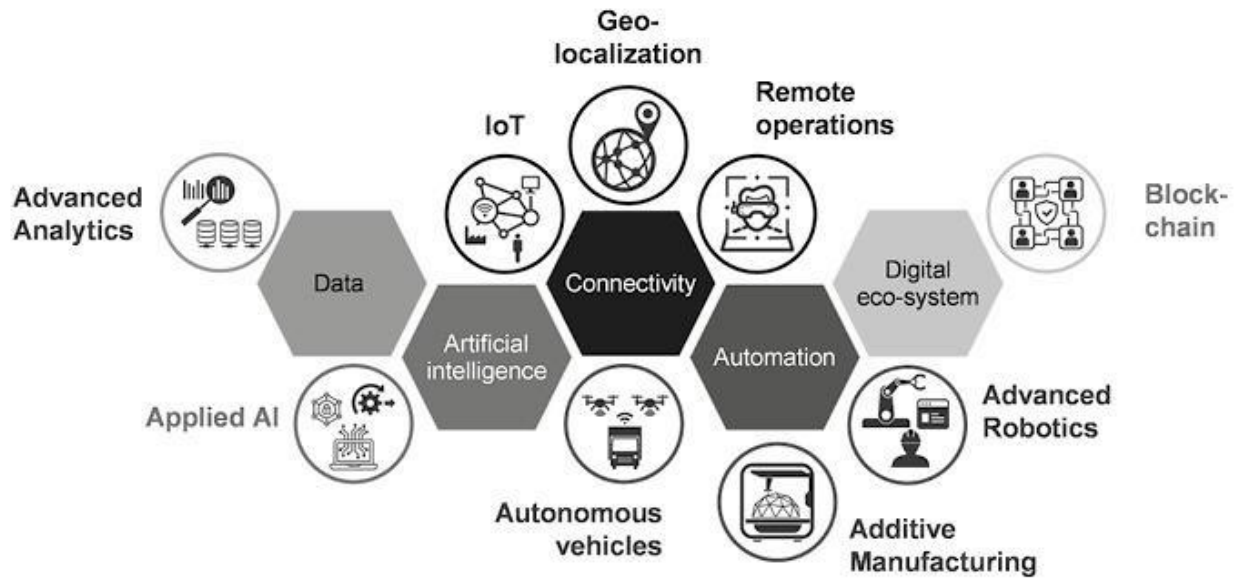 Geo-
localization
Remote
operations
IoT
Advanced
Analytics
Block-
chain
Data
Connectivity
Digital
eco-system
Artificial
intelligence
Automation
Applied AI
Advanced
Robotics
Autonomous
vehicles
Additive
Manufacturing